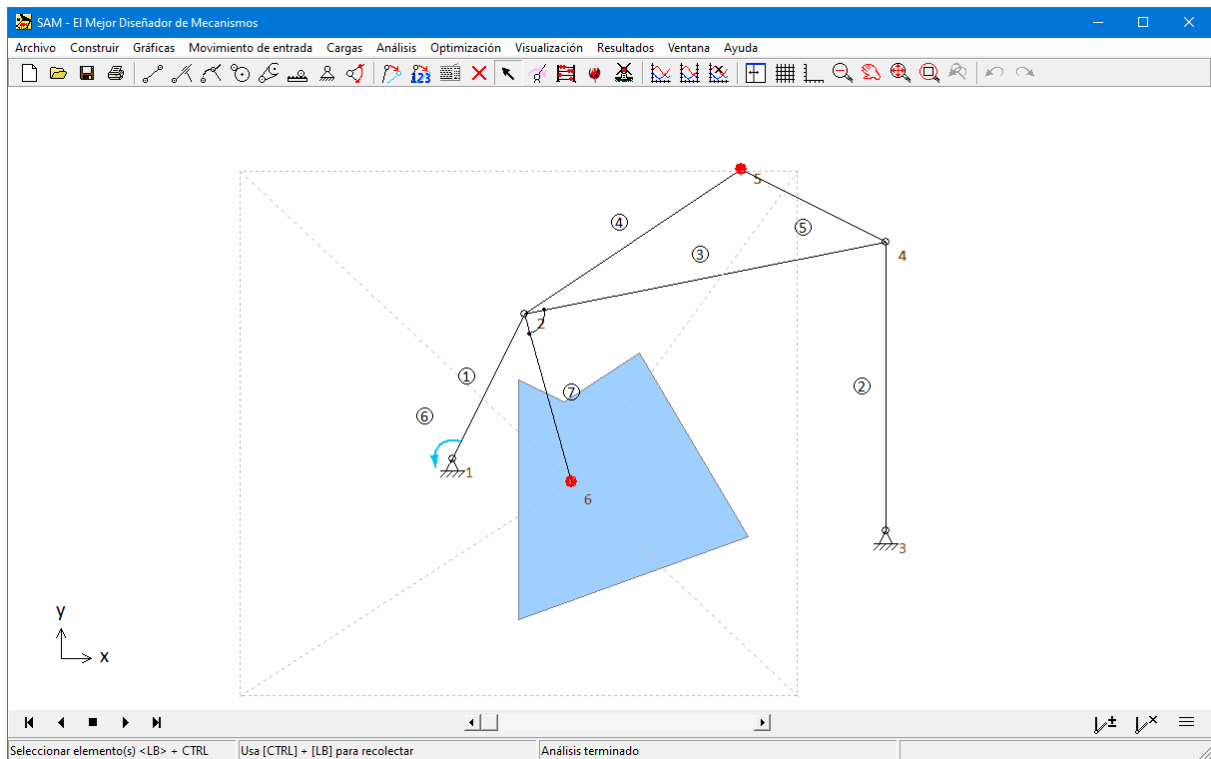 SAM - El Mejor Diseñador de Mecanismos
Archivo Construir Gráficas Movimiento de entrada Cargas Análisis Optimización Visualización Resultados Ventana Ayuda
123
5
4
5
3
4
2
1
7
2
6
1
6
3
y
x
Seleccionar elemento(s) <LB> + CTRL Usa [CTRL] + [LB] para recolectar Análisis terminado